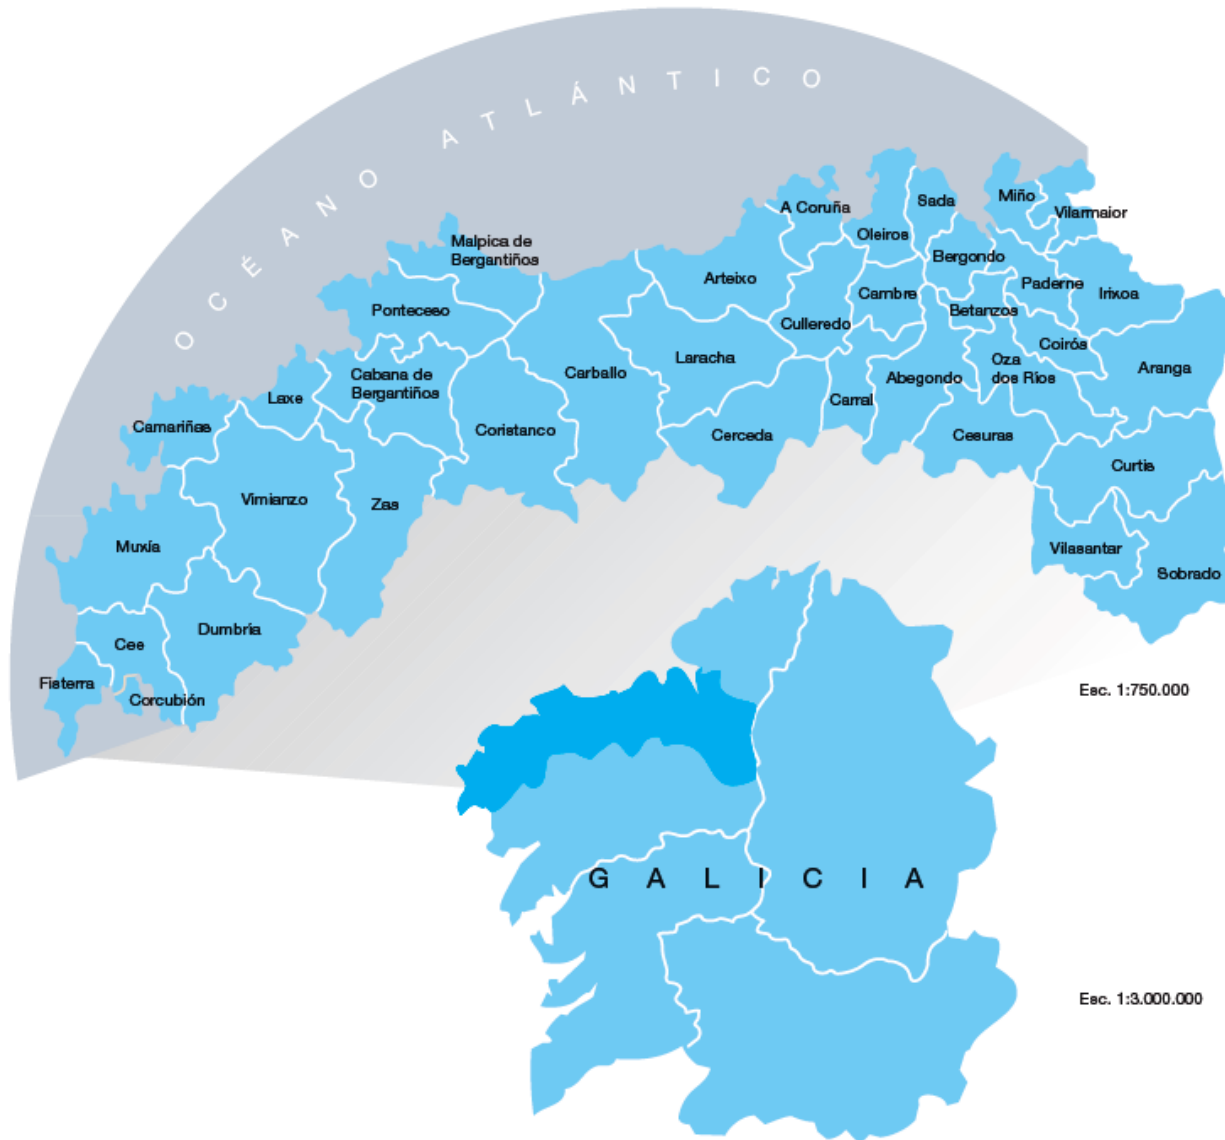 OCÉANO ATLÁNTICO
A Coruña
Sada
Miño
Vilarmaior
Oleiros
Malpica de
Bergantiños
Bergondo
Arteixo
Paderne
Irixoa
Cambre
Ponteceso
Betanzos
Culleredo
Coirós
Laracha
Oza
dos Ríos
Aranga
Carballo
Cabana de
Bergantiños
Abegondo
Laxe
Carral
Camariñas
Coristanco
Cerceda
Cesuras
Curtis
Vimianzo
Zas
Muxía
Vilasantar
Sobrado
Dumbría
Cee
Fisterra
Corcubión
Esc. 1:750.000
GALICIA
Esc. 1:3.000.000